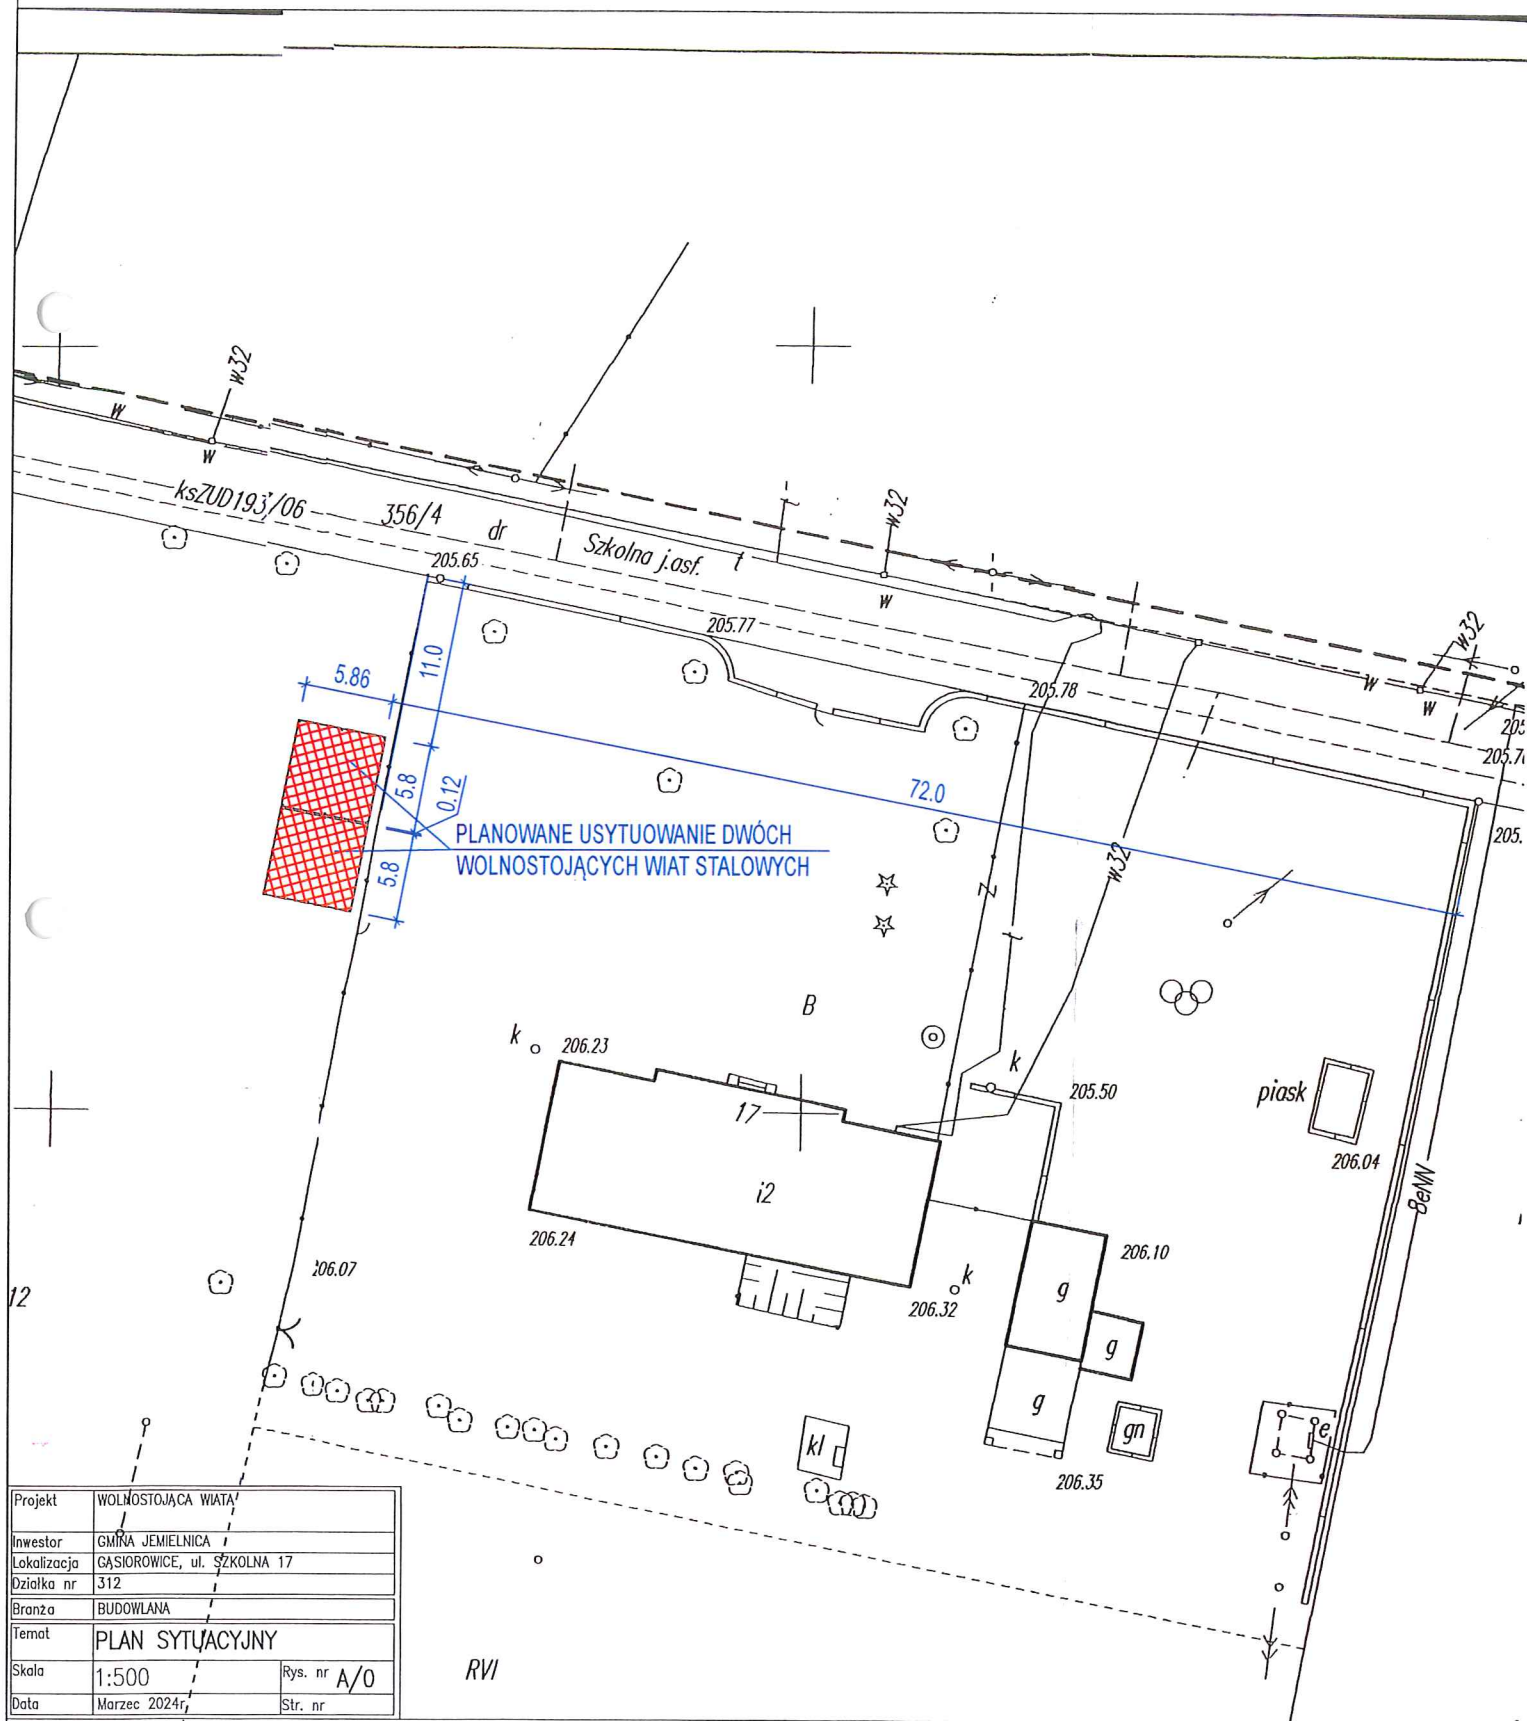 w32
w
w
ksZUD193/06
356/4
dr
Szkolna j.asf.
t
t
w32
w
w32
w
w
205.65
205.77
205.78
11.0
5.86
5.8
0.12
5.8
72.0
PLANOWANE USYTUOWANIE DWÓCH
WOLNOSTOJĄCYCH WIAT STALOWYCH
w32
Z
t
B
k
206.23
k
205.50
17
piask
206.04
8eNN
i2
206.24
206.10
206.07
12
k
206.32
g
g
g
gn
kl
e
206.35
Projekt WOLNOSTOJĄCA WIATA
Inwestor GMINA JEMIELNICA
Lokalizacja GĄSIOROWICE, ul. SZKOLNA 17
Działka nr 312
Branża BUDOWLANA
Temat PLAN SYTUACYJNY
Skala 1:500 Rys. nr A/0
Data Marzec 2024r. Str. nr
RVI